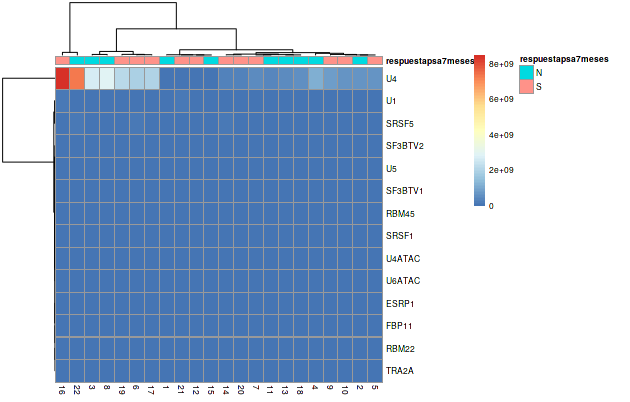 respuestapsa7meses
U4
U1
SRSF5
SF3BTV2
U5
SF3BTV1
RBM45
SRSF1
U4ATAC
U6ATAC
ESRP1
FBP11
RBM22
TRA2A
16 22 3 8 19 6 17 1 21 12 15 14 20 7 11 13 18 4 9 10 2 5
8e+09
6e+09
4e+09
2e+09
0
respuestapsa7meses
N
S